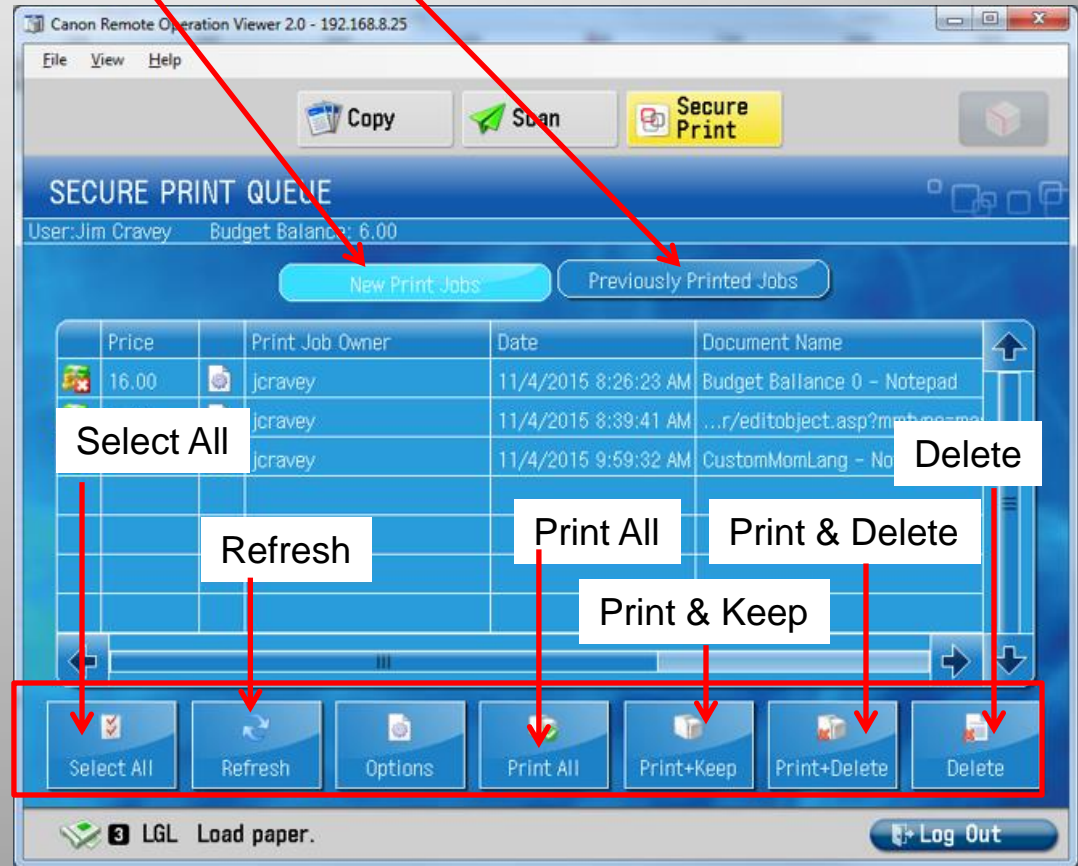 Canon Remote Operation Viewer 2.0 - 192.168.8.25
File View Help
Copy Scan Secure Print
SECURE PRINT QUEUE
User:Jim Cravey Budget Balance: 6.00
New Print Jobs Previously Printed Jobs
Price Print Job Owner Date Document Name
16.00 jcravey 11/4/2015 8:26:23 AM Budget Ballance 0 - Notepad
jcravey 11/4/2015 8:39:41 AM ...r/editobject.asp?
jcravey 11/4/2015 9:59:32 AM CustomMomLang -
Select All
Delete
Refresh
Print All
Print & Delete
Print & Keep
Select All Refresh Options Print All Print+Keep Print+Delete Delete
3 LGL Load paper. Log Out